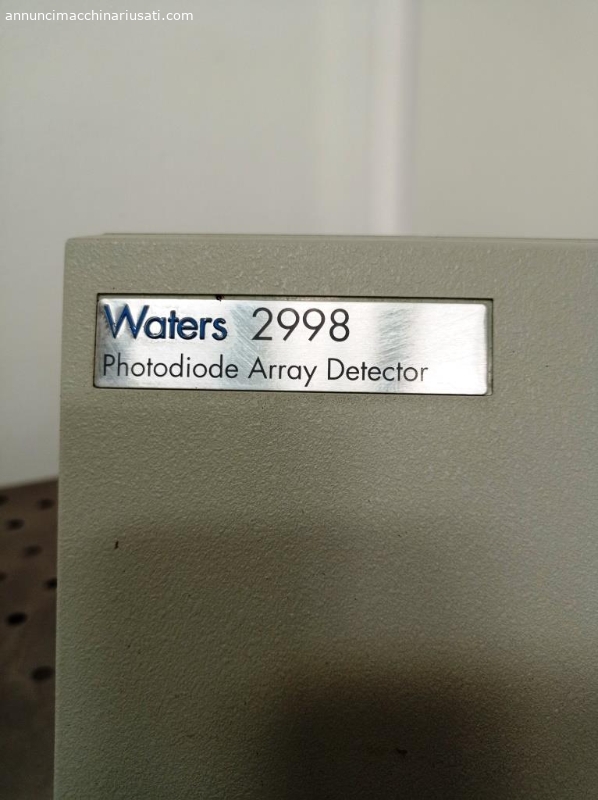 annuncimacchinariusati.com
Waters 2998
Photodiode Array Detector